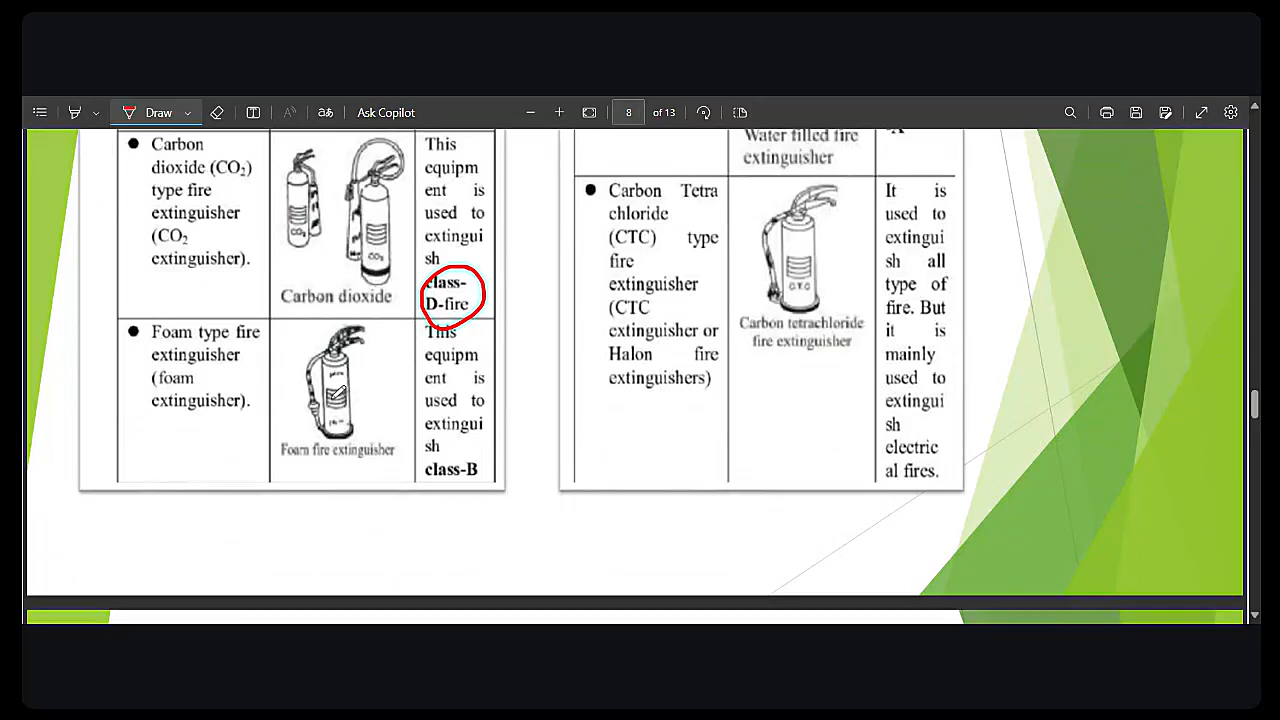 Draw
Ask Copilot
8 of 13
Carbon
dioxide (CO2)
type fire
extinguisher
(CO2
extinguisher).
CO2
CO2
Carbon dioxide
This
equipm
ent is
used to
extingui
sh
class-
D-fire
Foam type fire
extinguisher
(foam
extinguisher).
Foam fire extinguisher
This
equipm
ent is
used to
extingui
sh
class-B
Water filled fire
extinguisher
-A
Carbon Tetra
chloride
(CTC) type
fire
extinguisher
(CTC
extinguisher or
Halon fire
extinguishers)
C.T.C
Carbon tetrachloride
fire extinguisher
It is
used to
extingui
sh all
type of
fire. But
it is
mainly
used to
extingui
sh
electric
al fires.